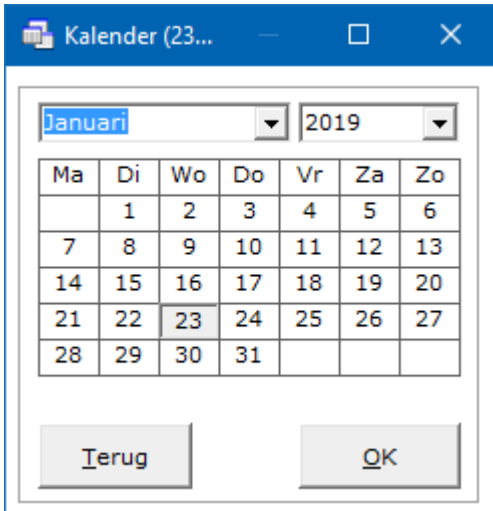 Kalender (23...
Januari 2019
Ma Di Wo Do Vr Za Zo
1 2 3 4 5 6
7 8 9 10 11 12 13
14 15 16 17 18 19 20
21 22 23 24 25 26 27
28 29 30 31
Terug OK